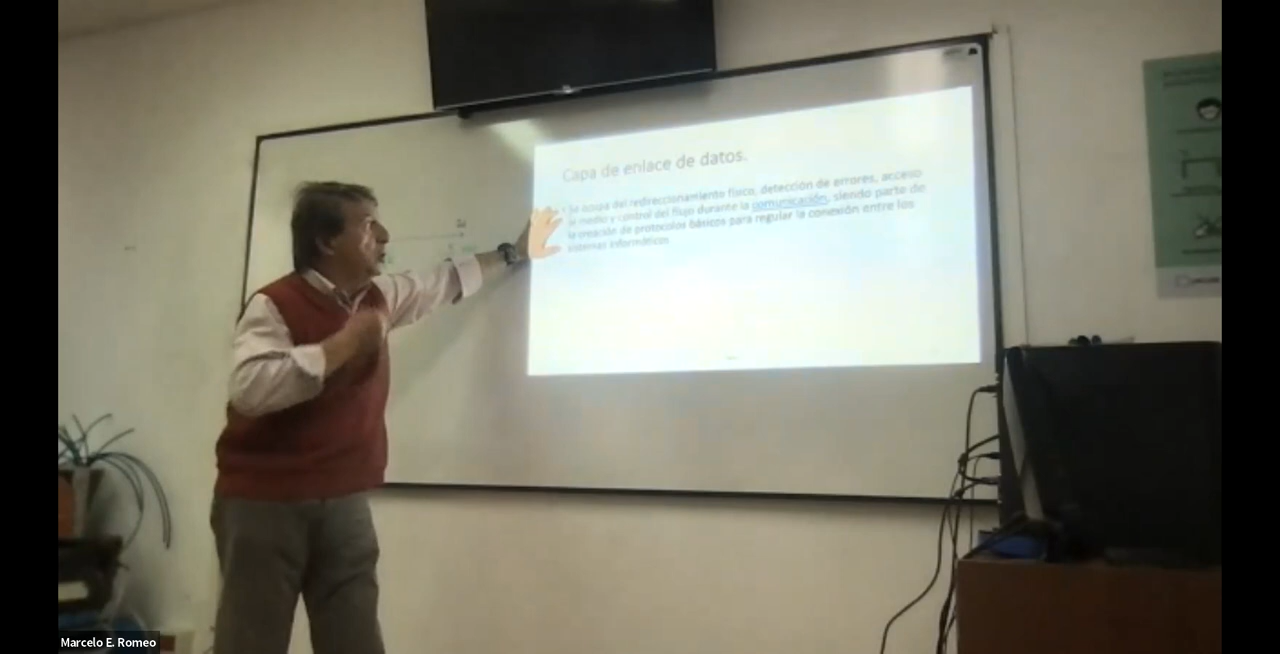 Capa de enlace de datos.
Se ocupa del redireccionamiento físico, detección de errores, acceso
al medio y control del flujo durante la comunicación, siendo parte de
la creación de protocolos básicos para regular la conexión entre los
sistemas informáticos
Marcelo E. Romeo